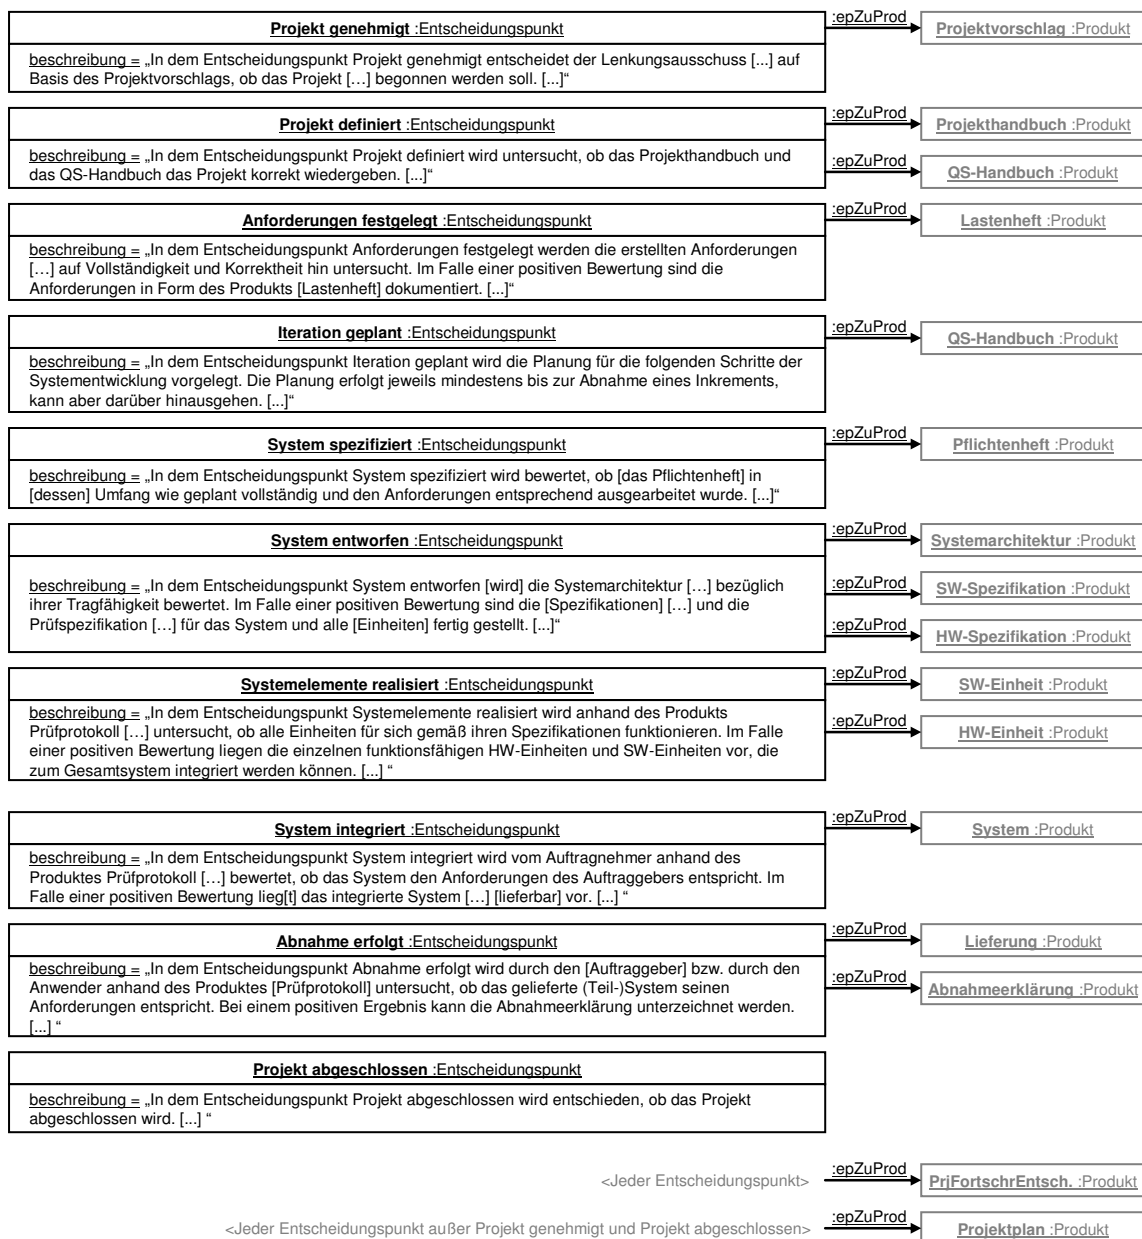 Projekt genehmigt :Entscheidungspunkt
:epZuProd
Projektvorschlag :Produkt
beschreibung = „In dem Entscheidungspunkt Projekt genehmigt entscheidet der Lenkungsausschuss [...] auf
Basis des Projektvorschlags, ob das Projekt […] begonnen werden soll. [...]“
Projekt definiert :Entscheidungspunkt
:epZuProd
Projekthandbuch :Produkt
beschreibung = „In dem Entscheidungspunkt Projekt definiert wird untersucht, ob das Projekthandbuch und
das QS-Handbuch das Projekt korrekt wiedergeben. [...]“
:epZuProd
QS-Handbuch :Produkt
Anforderungen festgelegt :Entscheidungspunkt
:epZuProd
Lastenheft :Produkt
beschreibung = „In dem Entscheidungspunkt Anforderungen festgelegt werden die erstellten Anforderungen
[…] auf Vollständigkeit und Korrektheit hin untersucht. Im Falle einer positiven Bewertung sind die
Anforderungen in Form des Produkts [Lastenheft] dokumentiert. [...]“
Iteration geplant :Entscheidungspunkt
:epZuProd
QS-Handbuch :Produkt
beschreibung = „In dem Entscheidungspunkt Iteration geplant wird die Planung für die folgenden Schritte der
Systementwicklung vorgelegt. Die Planung erfolgt jeweils mindestens bis zur Abnahme eines Inkrements,
kann aber darüber hinausgehen. [...]“
System spezifiziert :Entscheidungspunkt
:epZuProd
Pflichtenheft :Produkt
beschreibung = „In dem Entscheidungspunkt System spezifiziert wird bewertet, ob [das Pflichtenheft] in
[dessen] Umfang wie geplant vollständig und den Anforderungen entsprechend ausgearbeitet wurde. [...]“
System entworfen :Entscheidungspunkt
:epZuProd
Systemarchitektur :Produkt
beschreibung = „In dem Entscheidungspunkt System entworfen [wird] die Systemarchitektur […] bezüglich
ihrer Tragfähigkeit bewertet. Im Falle einer positiven Bewertung sind die [Spezifikationen] […] und die
Prüfspezifikation […] für das System und alle [Einheiten] fertig gestellt. [...]“
:epZuProd
SW-Spezifikation :Produkt
:epZuProd
HW-Spezifikation :Produkt
Systemelemente realisiert :Entscheidungspunkt
:epZuProd
SW-Einheit :Produkt
beschreibung = „In dem Entscheidungspunkt Systemelemente realisiert wird anhand des Produkts
Prüfprotokoll […] untersucht, ob alle Einheiten für sich gemäß ihren Spezifikationen funktionieren. Im Falle
einer positiven Bewertung liegen die einzelnen funktionsfähigen HW-Einheiten und SW-Einheiten vor, die
zum Gesamtsystem integriert werden können. [...] “
:epZuProd
HW-Einheit :Produkt
System integriert :Entscheidungspunkt
:epZuProd
System :Produkt
beschreibung = „In dem Entscheidungspunkt System integriert wird vom Auftragnehmer anhand des
Produktes Prüfprotokoll […] bewertet, ob das System den Anforderungen des Auftraggebers entspricht. Im
Falle einer positiven Bewertung lieg[t] das integrierte System […] [lieferbar] vor. [...] “
Abnahme erfolgt :Entscheidungspunkt
:epZuProd
Lieferung :Produkt
beschreibung = „In dem Entscheidungspunkt Abnahme erfolgt wird durch den [Auftraggeber] bzw. durch den
Anwender anhand des Produktes [Prüfprotokoll] untersucht, ob das gelieferte (Teil-)System seinen
Anforderungen entspricht. Bei einem positiven Ergebnis kann die Abnahmeerklärung unterzeichnet werden.
[...] “
:epZuProd
Abnahmeerklärung :Produkt
Projekt abgeschlossen :Entscheidungspunkt
beschreibung = „In dem Entscheidungspunkt Projekt abgeschlossen wird entschieden, ob das Projekt
abgeschlossen wird. [...] “
<Jeder Entscheidungspunkt>
:epZuProd
PrjFortschrEntsch. :Produkt
<Jeder Entscheidungspunkt außer Projekt genehmigt und Projekt abgeschlossen>
:epZuProd
Projektplan :Produkt